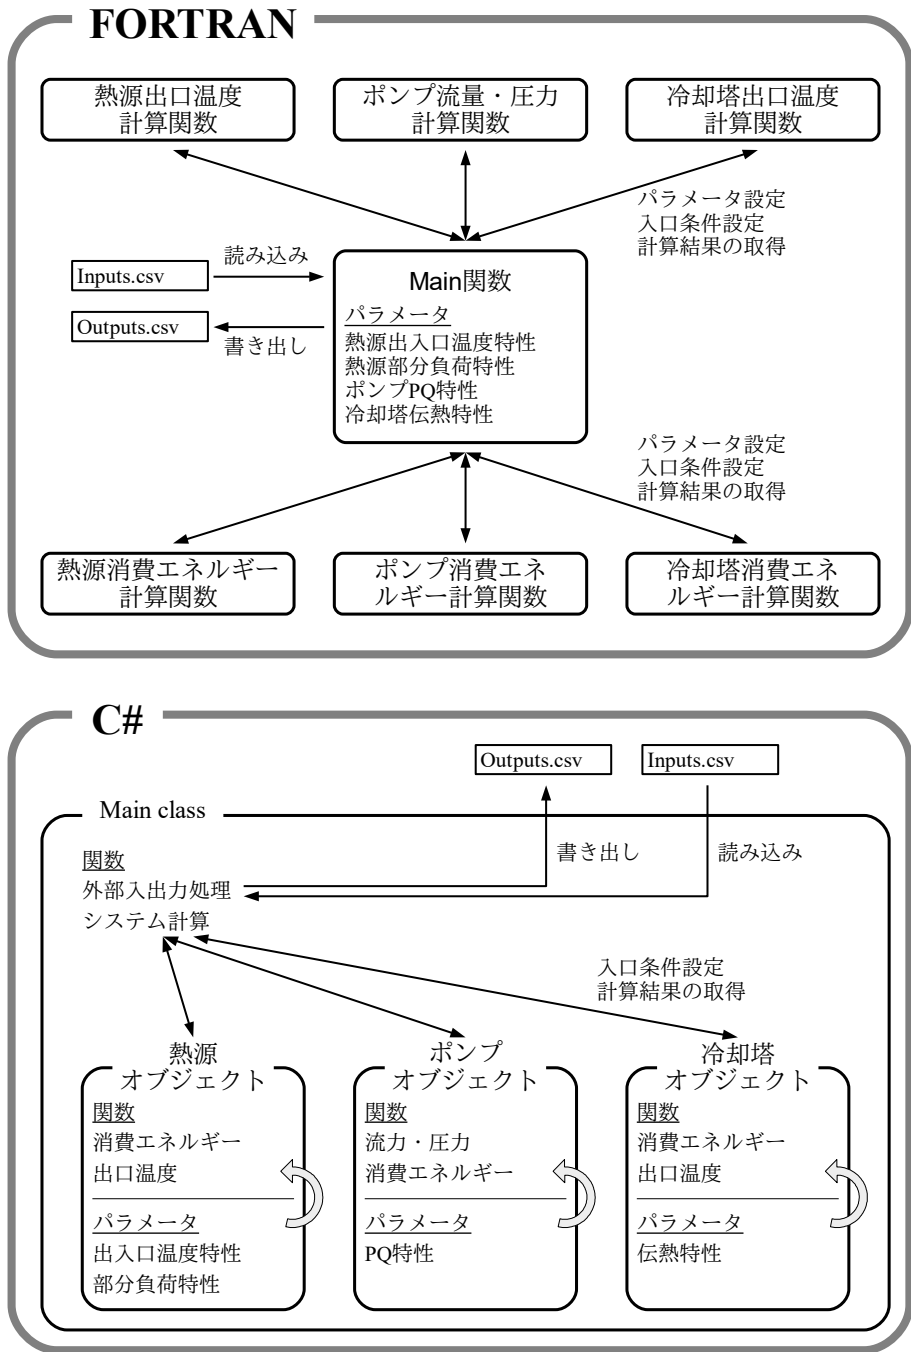 FORTRAN
熱源出口温度
計算関数
ポンプ流量・圧力
計算関数
冷却塔出口温度
計算関数
パラメータ設定
入口条件設定
計算結果の取得
Inputs.csv
読み込み
Outputs.csv
書き出し
Main関数
パラメータ
熱源出入口温度特性
熱源部分負荷特性
ポンプPQ特性
冷却塔伝熱特性
パラメータ設定
入口条件設定
計算結果の取得
熱源消費エネルギー
計算関数
ポンプ消費エネ
ルギー計算関数
冷却塔消費エネ
ルギー計算関数
C#
Outputs.csv
Inputs.csv
Main class
関数
外部入出力処理
システム計算
書き出し
読み込み
入口条件設定
計算結果の取得
熱源
オブジェクト
関数
消費エネルギー
出口温度
パラメータ
出入口温度特性
部分負荷特性
ポンプ
オブジェクト
関数
流力・圧力
消費エネルギー
パラメータ
PQ特性
冷却塔
オブジェクト
関数
消費エネルギー
出口温度
パラメータ
伝熱特性